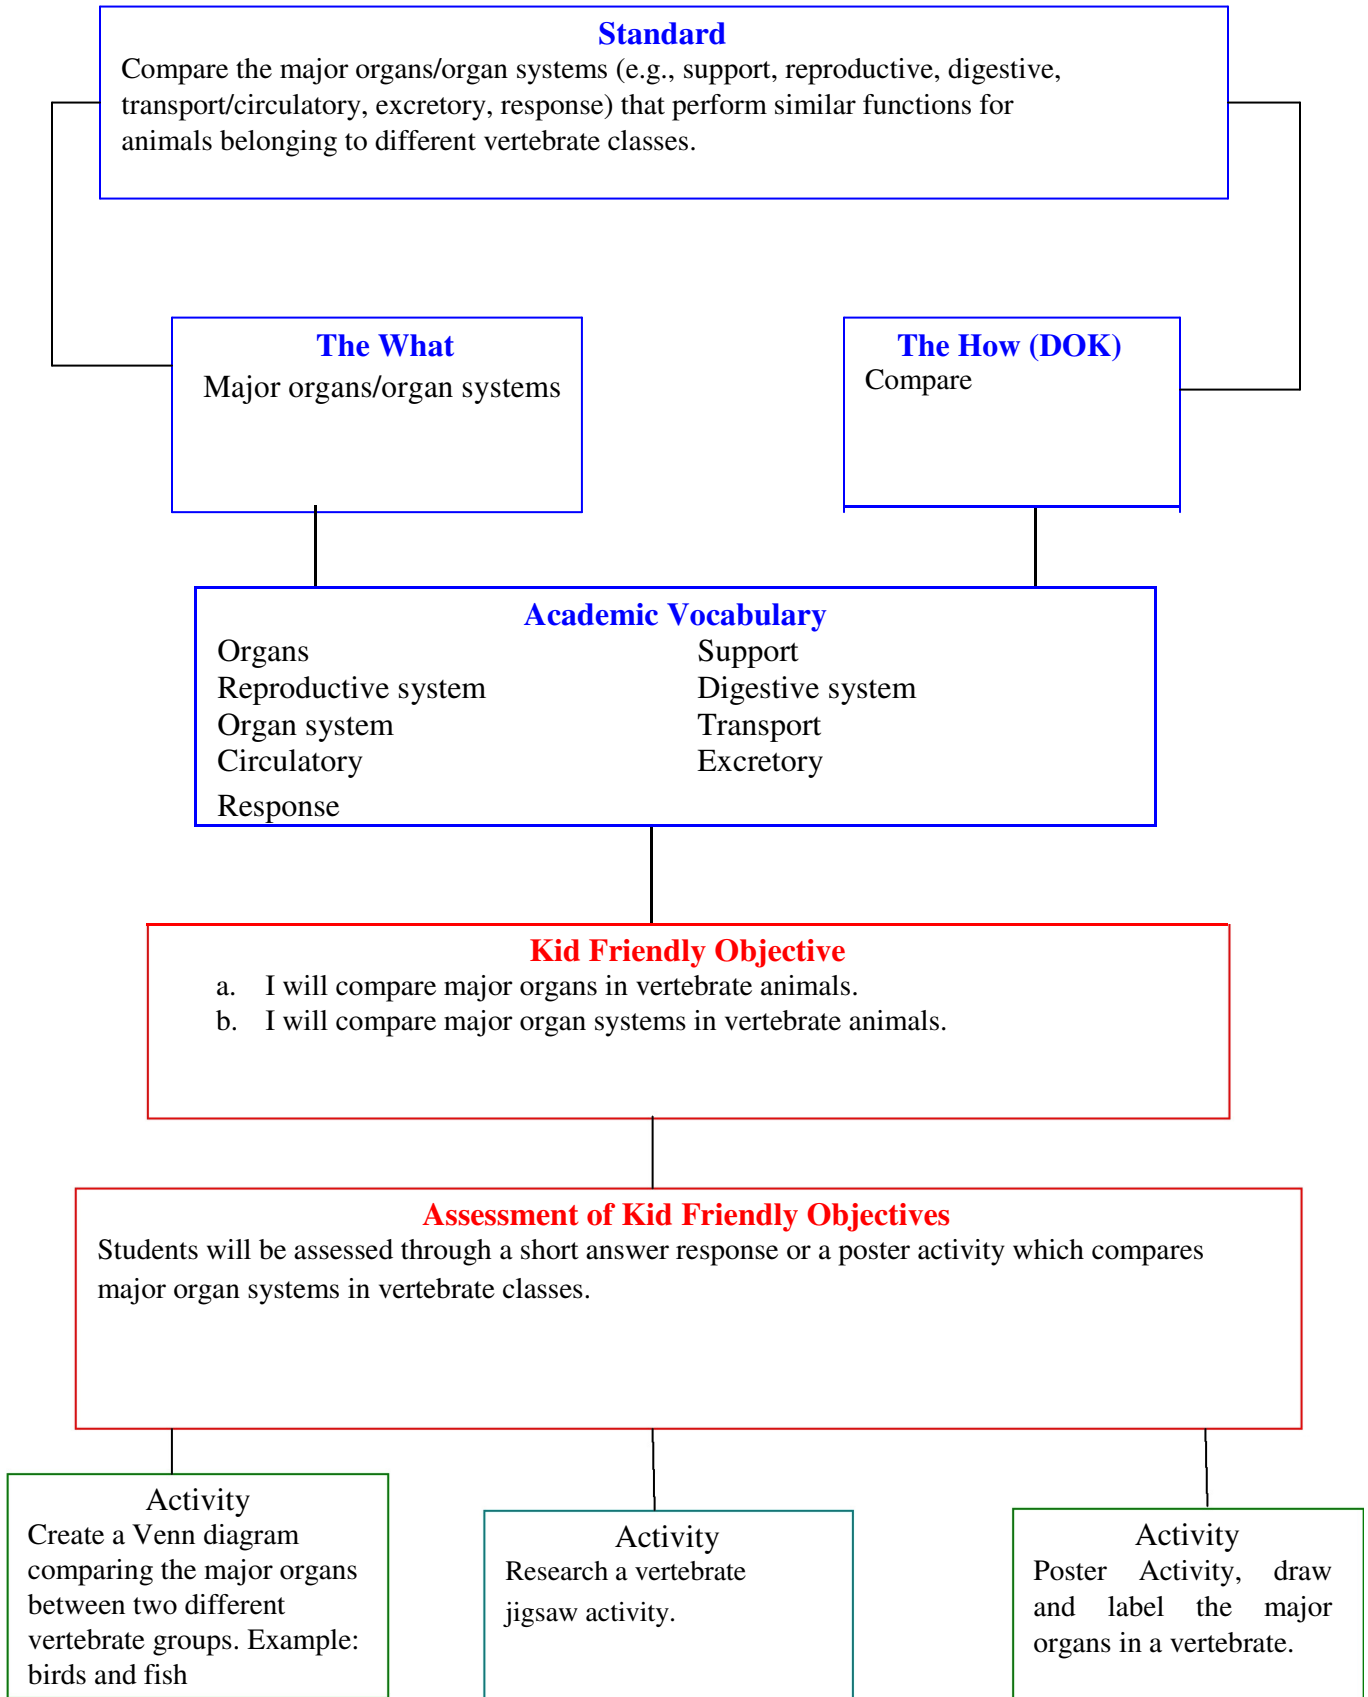 Standard
Compare the major organs/organ systems (e.g., support, reproductive, digestive,
transport/circulatory, excretory, response) that perform similar functions for
animals belonging to different vertebrate classes.
The What
Major organs/organ systems
The How (DOK)
Compare
Academic Vocabulary
Organs Support
Reproductive system Digestive system
Organ system Transport
Circulatory Excretory
Response
Kid Friendly Objective
a. I will compare major organs in vertebrate animals.
b. I will compare major organ systems in vertebrate animals.
Assessment of Kid Friendly Objectives
Students will be assessed through a short answer response or a poster activity which compares
major organ systems in vertebrate classes.
Activity
Create a Venn diagram
comparing the major organs
between two different
vertebrate groups. Example:
birds and fish
Activity
Research a vertebrate
jigsaw activity.
Activity
Poster Activity, draw
and label the major
organs in a vertebrate.